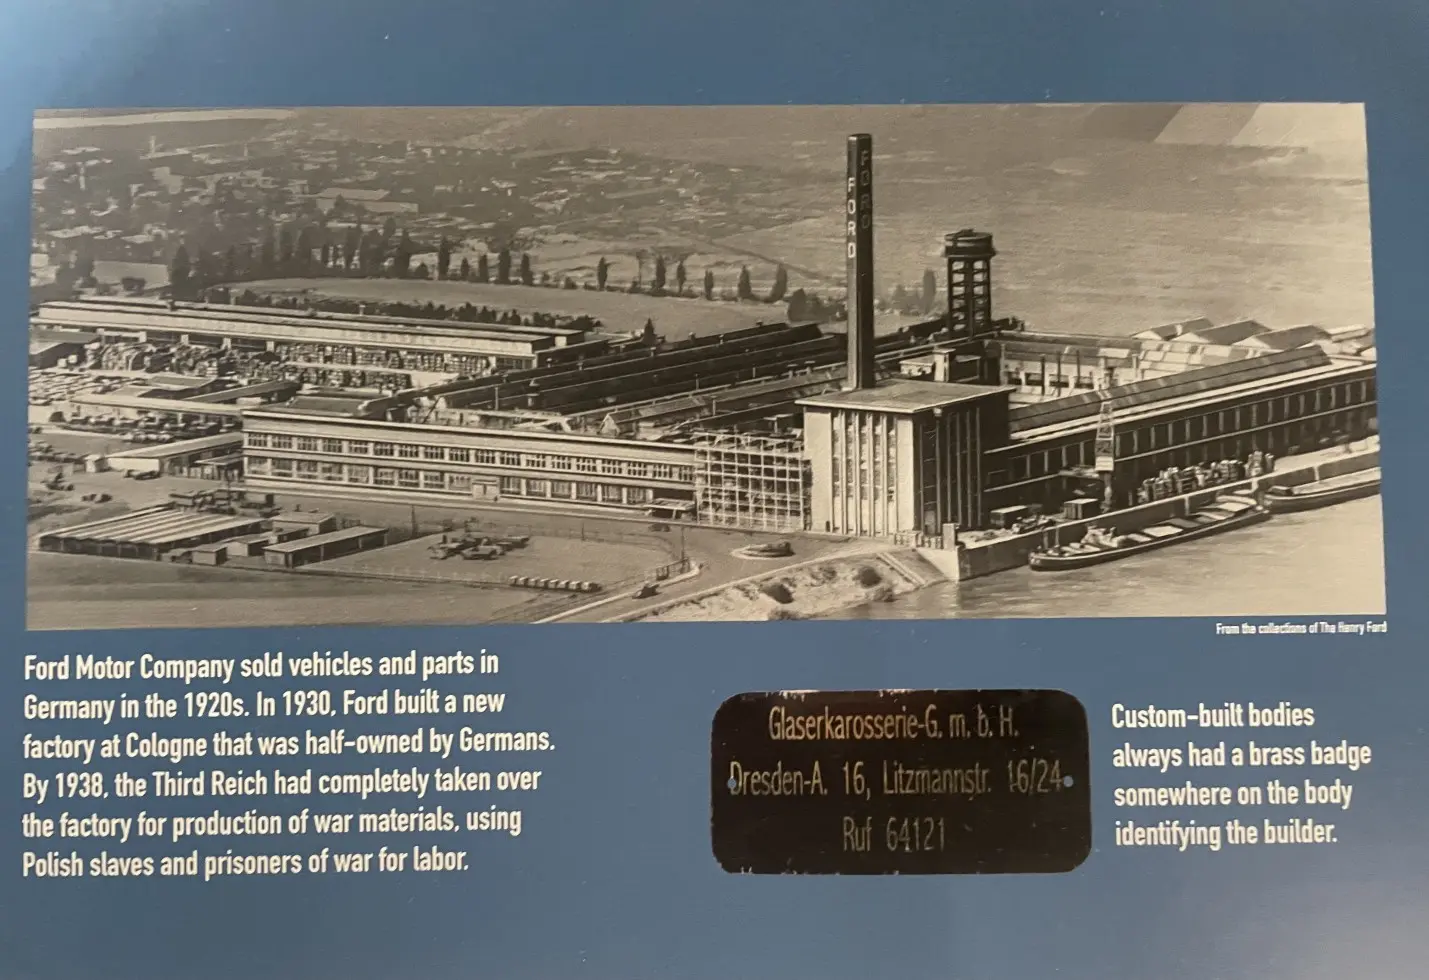 FORD
FORD
From the collections of The Henry Ford
Ford Motor Company sold vehicles and parts in
Germany in the 1920s. In 1930, Ford built a new
factory at Cologne that was half-owned by Germans.
By 1938, the Third Reich had completely taken over
the factory for production of war materials, using
Polish slaves and prisoners of war for labor.
Glaserkarosserie-G. m. b. H.
Dresden-A. 16, Litzmannstr. 16/24
Ruf 64121
Custom-built bodies
always had a brass badge
somewhere on the body
identifying the builder.